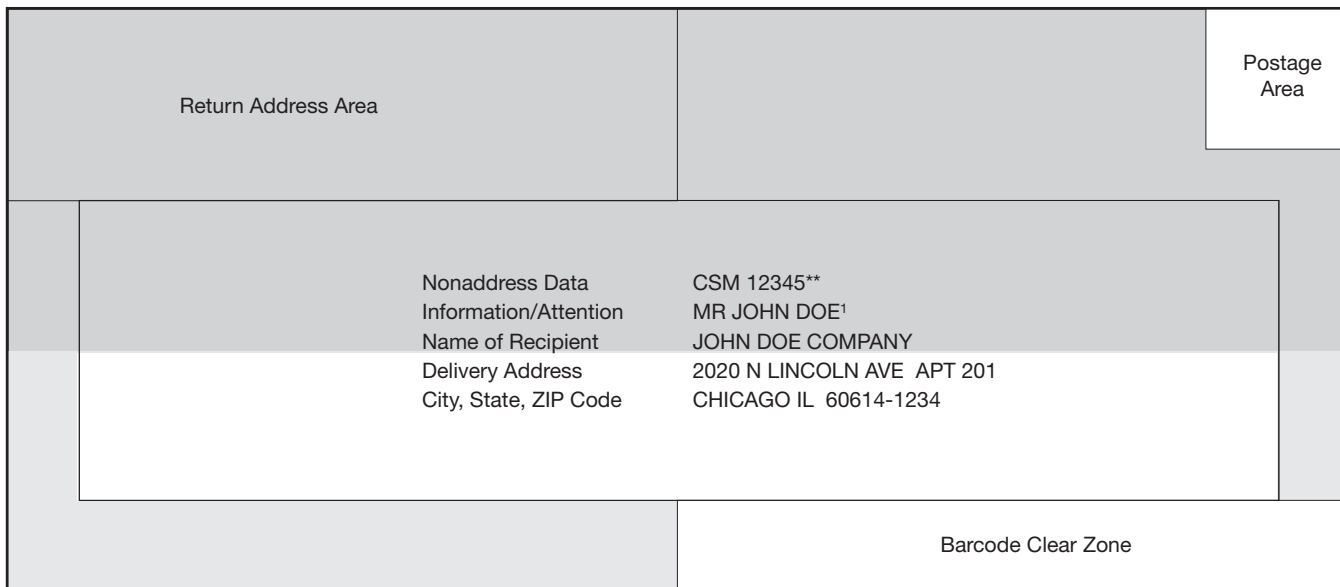 Postage
Area
Return Address Area
Nonaddress Data CSM 12345**
Information/Attention MR JOHN DOE¹
Name of Recipient JOHN DOE COMPANY
Delivery Address 2020 N LINCOLN AVE APT 201
City, State, ZIP Code CHICAGO IL 60614-1234
Barcode Clear Zone